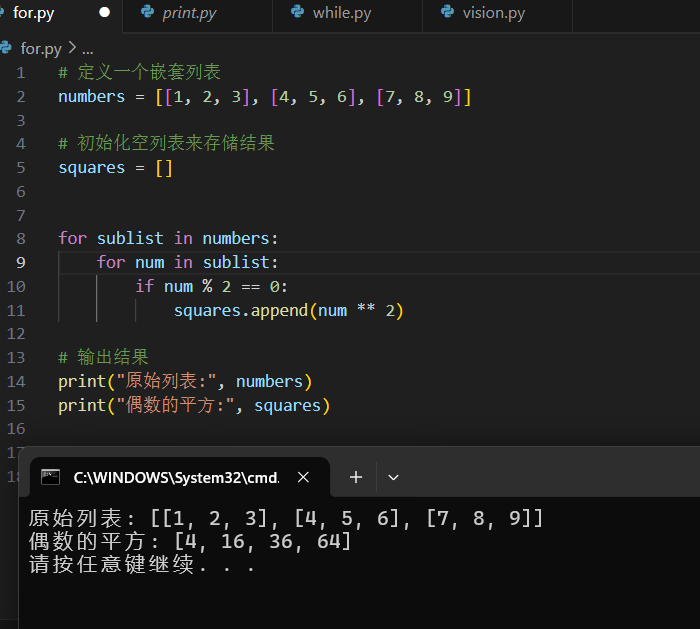 for.py print.py while.py vision.py
for.py > ...
1 # 定义一个嵌套列表
2 numbers = [[1, 2, 3], [4, 5, 6], [7, 8, 9]]
3
4 # 初始化空列表来存储结果
5 squares = []
6
7
8 for sublist in numbers:
9 for num in sublist:
10 if num % 2 == 0:
11 squares.append(num ** 2)
12
13 # 输出结果
14 print("原始列表:", numbers)
15 print("偶数的平方:", squares)
16
17
18
C:\WINDOWS\System32\cmd.
原始列表: [[1, 2, 3], [4, 5, 6], [7, 8, 9]]
偶数的平方: [4, 16, 36, 64]
请按任意键继续. . .